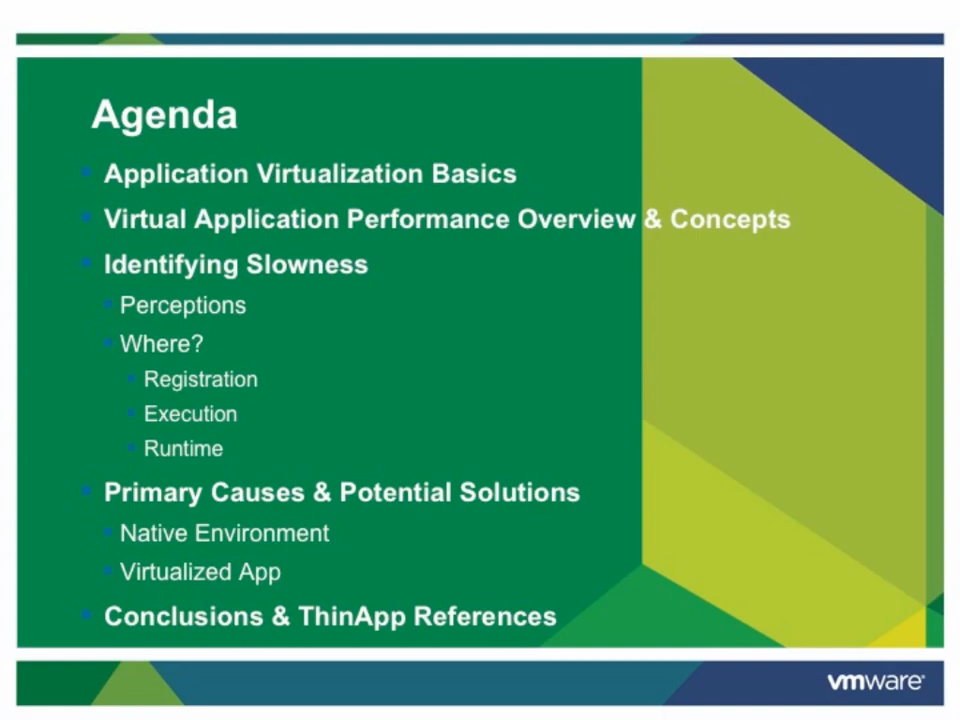 Agenda
Application Virtualization Basics
Virtual Application Performance Overview & Concepts
Identifying Slowness
Perceptions
Where?
Registration
Execution
Runtime
Primary Causes & Potential Solutions
Native Environment
Virtualized App
Conclusions & ThinApp References
vmware